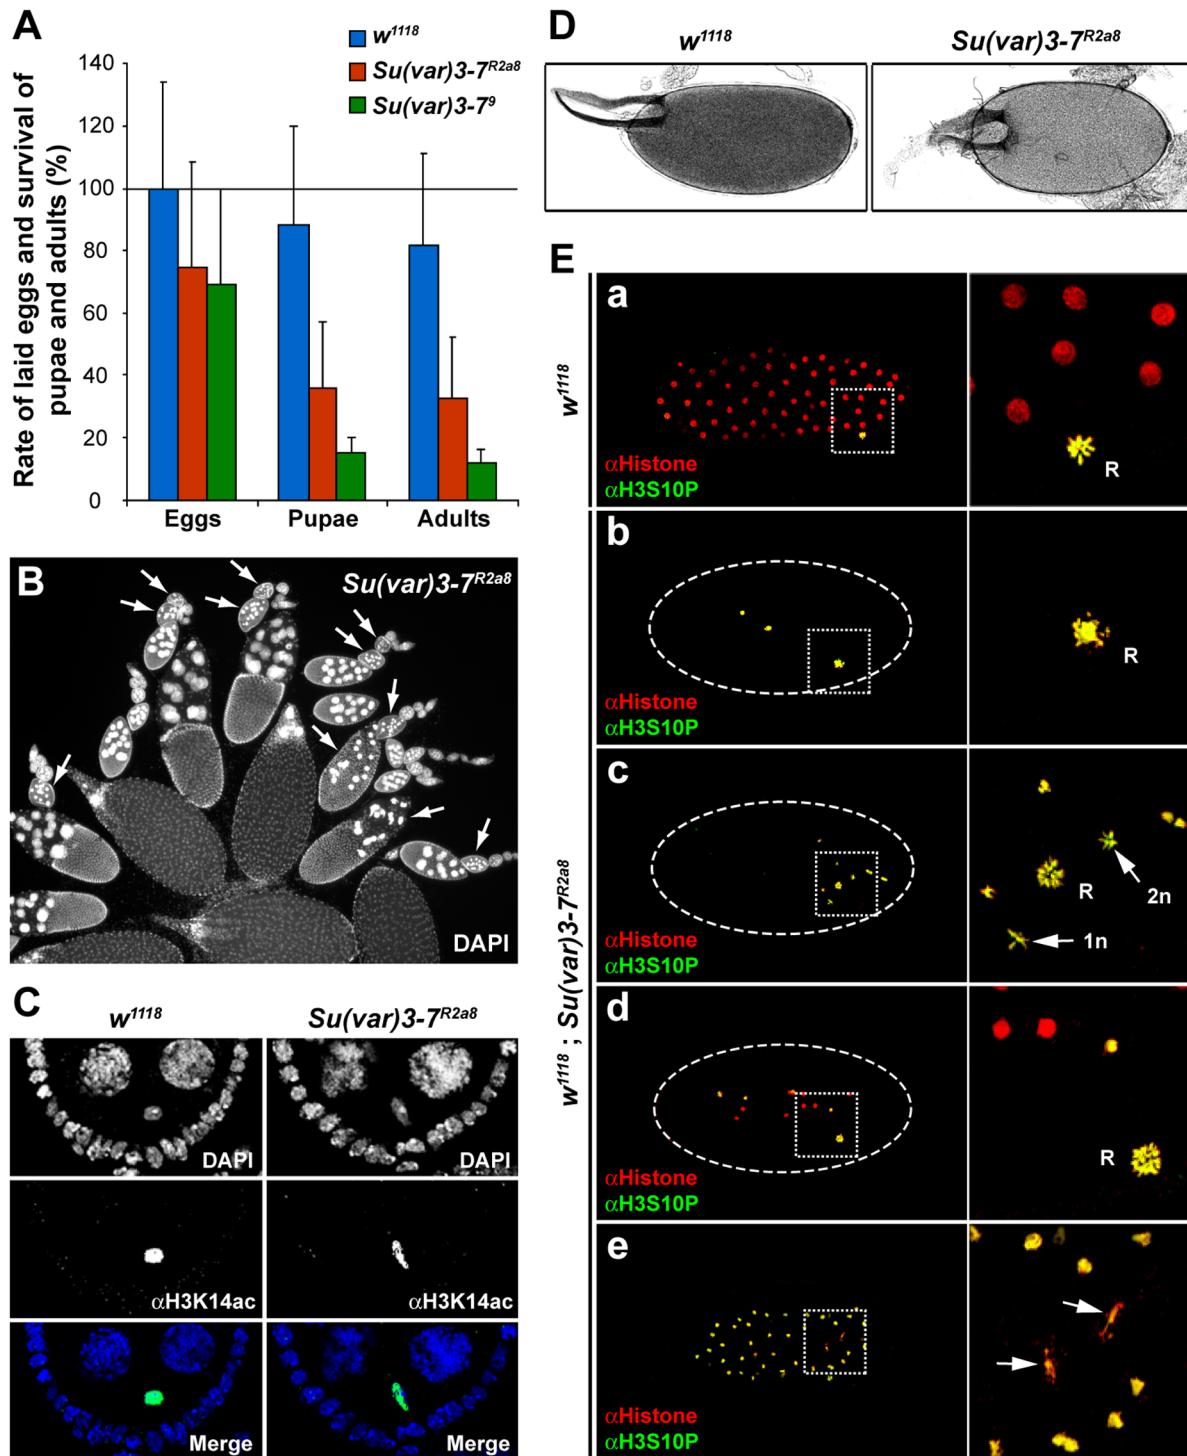 A
w1118
Su(var)3-7R2a8
Su(var)3-79
Rate of laid eggs and survival of
pupae and adults (%)
140
120
100
80
60
40
20
0
Eggs Pupae Adults
B
Su(var)3-7R2a8
DAPI
C
w1118 Su(var)3-7R2a8
DAPI DAPI
αH3K14ac
Merge Merge
D
w1118 Su(var)3-7R2a8
E
w1118
a
αHistone
αH3S10P
R
w1118; Su(var)3-7R2a8
b
αHistone
αH3S10P
R
c
αHistone
αH3S10P
R
2n
1n
d
αHistone
αH3S10P
R
e
αHistone
αH3S10P